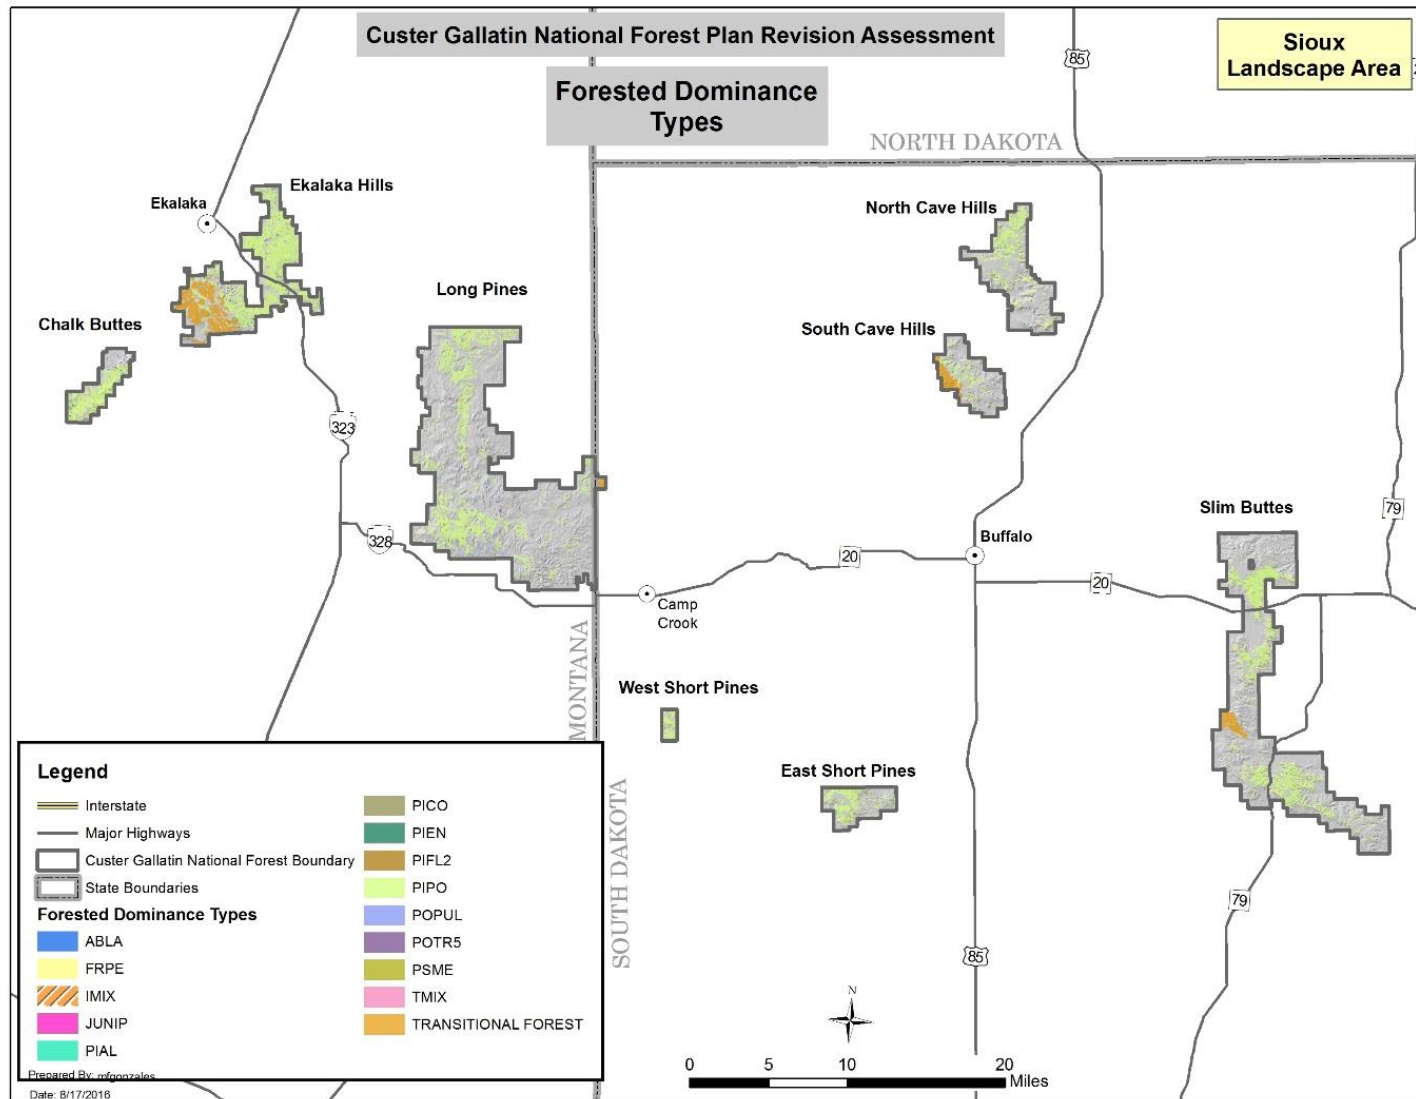 Custer Gallatin National Forest Plan Revision Assessment
Sioux
Landscape Area
Forested Dominance
Types
85
NORTH DAKOTA
Ekalaka Hills
Ekalaka
North Cave Hills
Long Pines
Chalk Buttes
South Cave Hills
323
328
Slim Buttes
79
Buffalo
20
20
Camp
Crook
MONTANA
SOUTH DAKOTA
West Short Pines
East Short Pines
79
85
Legend
Interstate
Major Highways
Custer Gallatin National Forest Boundary
State Boundaries
Forested Dominance Types
ABLA
FRPE
IMIX
JUNIP
PIAL
PICO
PIEN
PIFL2
PIPO
POPUL
POTR5
PSME
TMIX
TRANSITIONAL FOREST
Prepared By: mfgonzales
Date: 8/17/2016
N
0 5 10 20
Miles